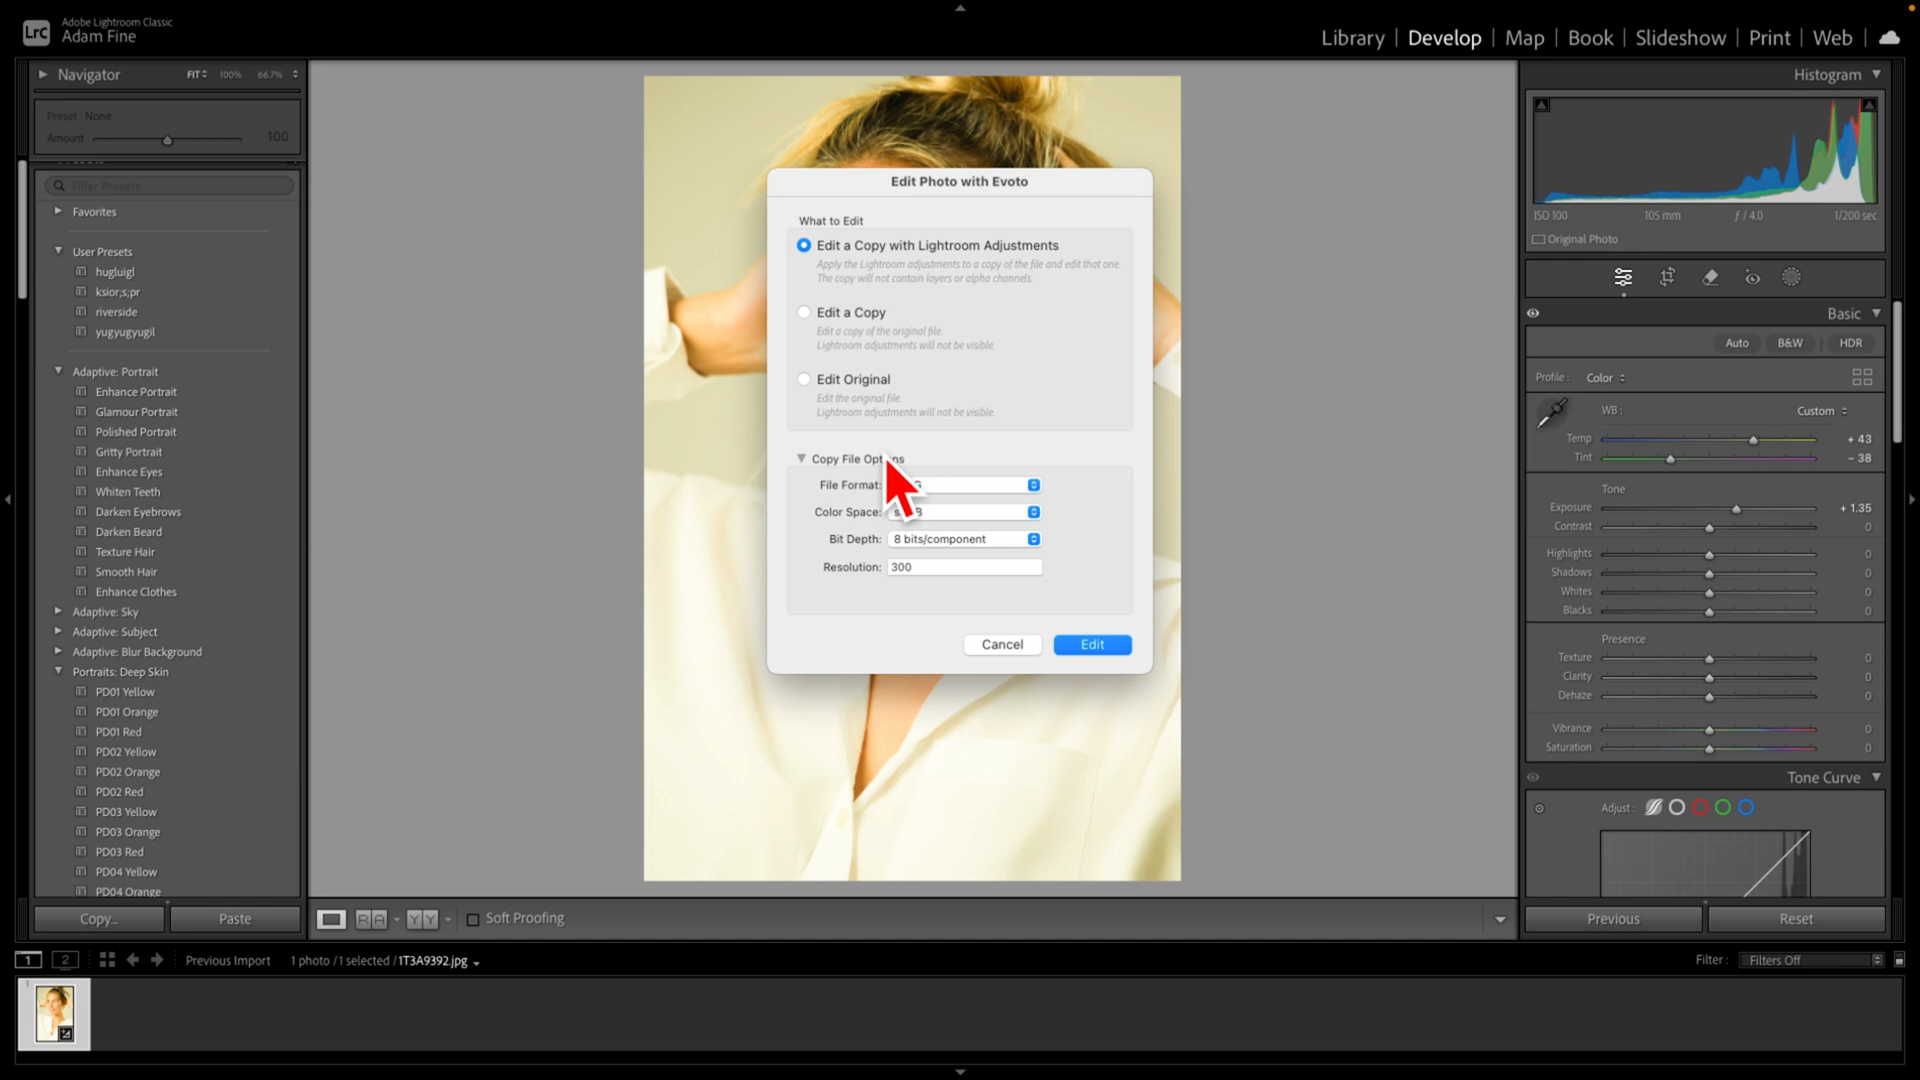 LrC
Adobe Lightroom Classic
Adam Fine
Library | Develop | Map | Book | Slideshow | Print | Web |
Navigator FIT 100% 66.7%
Preset : None
Amount 100
Filter Presets
Favorites
User Presets
hugluigl
ksior;s;pr
riverside
yugyugyugil
Adaptive: Portrait
Enhance Portrait
Glamour Portrait
Polished Portrait
Gritty Portrait
Enhance Eyes
Whiten Teeth
Darken Eyebrows
Darken Beard
Texture Hair
Smooth Hair
Enhance Clothes
Adaptive: Sky
Adaptive: Subject
Adaptive: Blur Background
Portraits: Deep Skin
PD01 Yellow
PD01 Orange
PD01 Red
PD02 Yellow
PD02 Orange
PD02 Red
PD03 Yellow
PD03 Orange
PD03 Red
PD04 Yellow
PD04 Orange
Copy... Paste
Edit Photo with Evoto
What to Edit
Edit a Copy with Lightroom Adjustments
Apply the Lightroom adjustments to a copy of the file and edit that one.
The copy will not contain layers or alpha channels.
Edit a Copy
Edit a copy of the original file.
Lightroom adjustments will not be visible.
Edit Original
Edit the original file.
Lightroom adjustments will not be visible.
Copy File Options
File Format:
Color Space:
Bit Depth: 8 bits/component
Resolution: 300
Cancel Edit
Histogram
ISO 100 105 mm ƒ / 4.0 1/200 sec
Original Photo
Basic
Auto B&W | HDR
Profile : Color
WB : Custom
Temp + 43
Tint - 38
Tone
Exposure + 1.35
Contrast 0
Highlights 0
Shadows 0
Whites 0
Blacks 0
Presence
Texture 0
Clarity 0
Dehaze 0
Vibrance 0
Saturation 0
Tone Curve
Adjust :
Previous Reset
R A Y Y Soft Proofing
1 2 Previous Import 1 photo / 1 selected / 1T3A9392.jpg
Filter : Filters Off
1